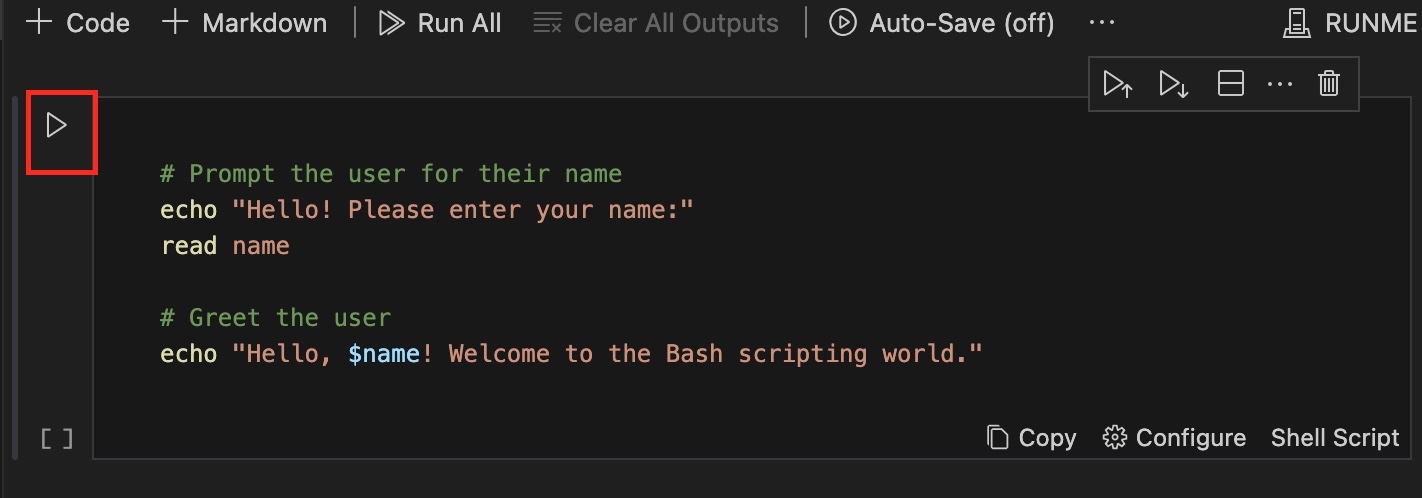 Code Markdown Run All Clear All Outputs Auto-Save (off) ... RUNME
# Prompt the user for their name
echo "Hello! Please enter your name:"
read name
# Greet the user
echo "Hello, $name! Welcome to the Bash scripting world."
[ ] Copy Configure Shell Script